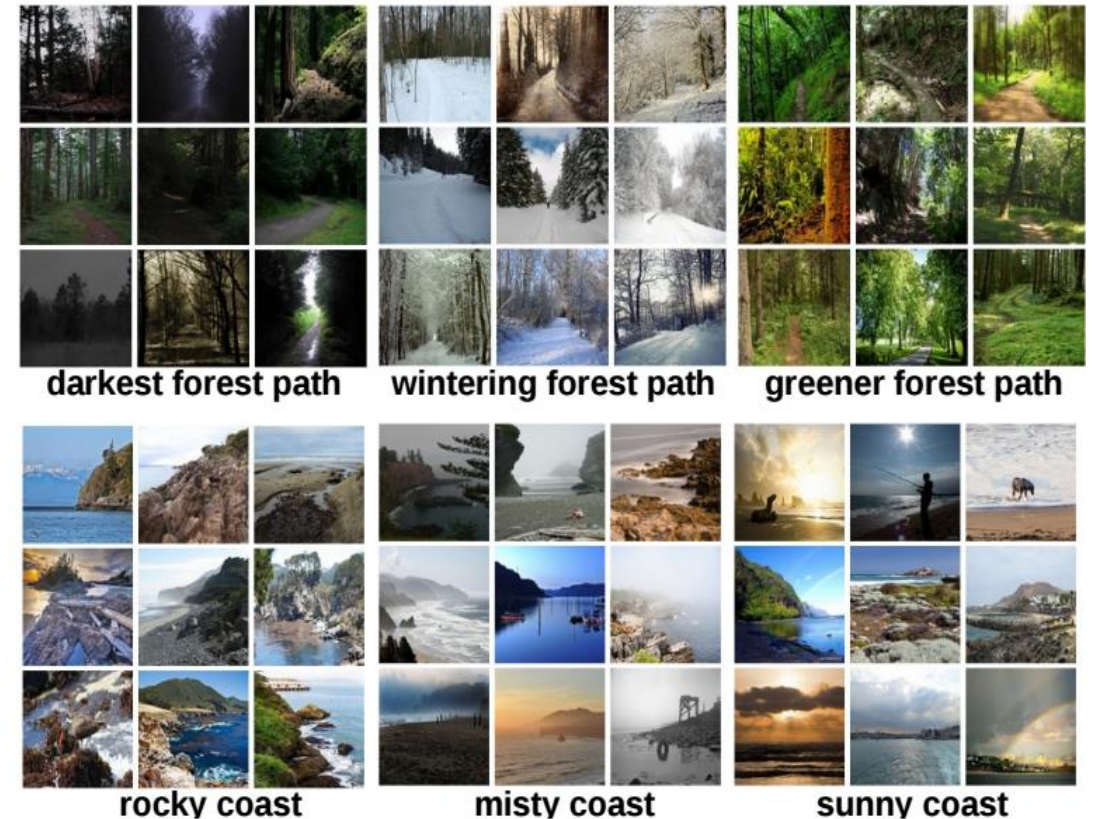 darkest forest path
wintering forest path
greener forest path
rocky coast
misty coast
sunny coast